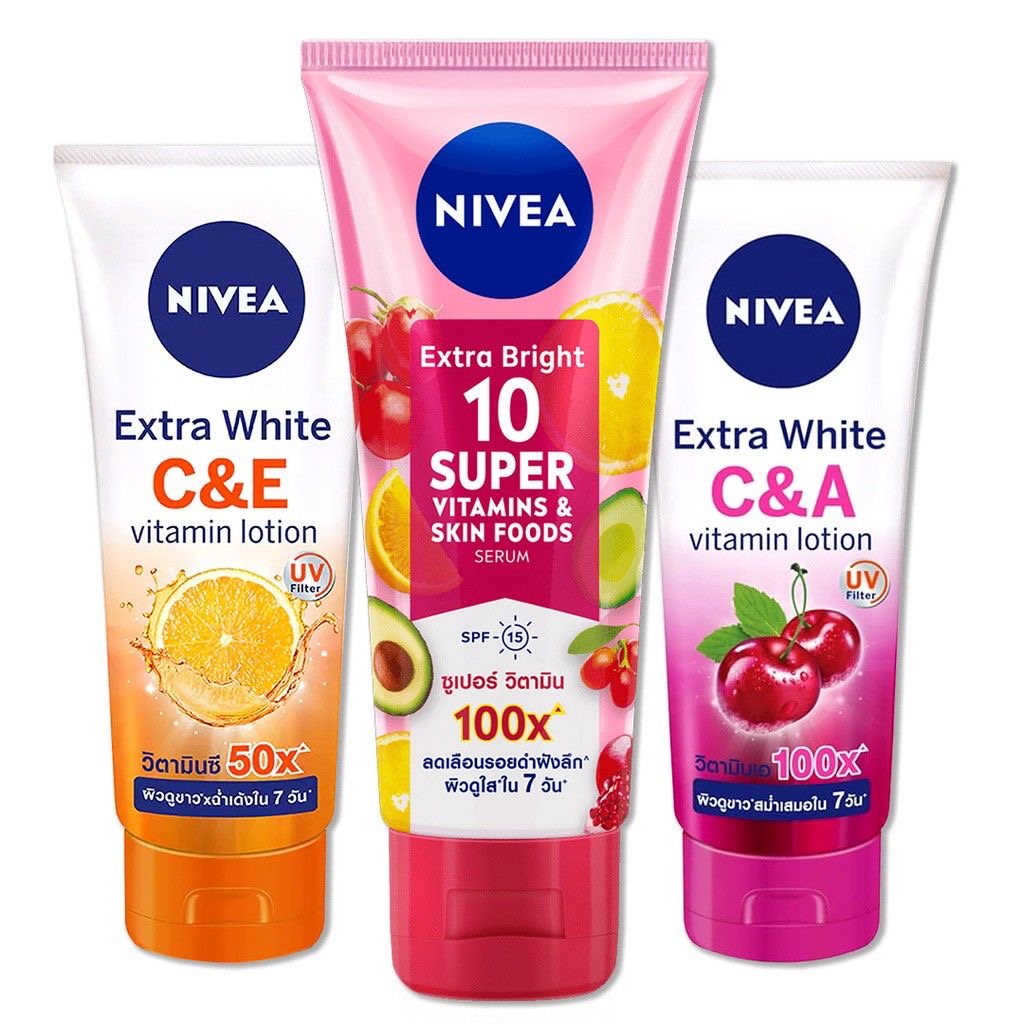 NIVEA
Extra White
C&E
vitamin lotion
UV
Filter
วิตามินซี 50x
ผิวดูขาว*xฉ่ำเด้งใน 7 วัน*
NIVEA
Extra Bright
10
SUPER
VITAMINS &
SKIN FOODS
SERUM
SPF 15
ซูเปอร์ วิตามิน
100x
ลดเลือนรอยดำฝังลึก^
ผิวดูใส*ใน 7 วัน+
NIVEA
Extra White
C&A
vitamin lotion
UV
Filter
วิตามินเอ 100x
ผิวดูขาว*สม่ำเสมอใน 7 วัน+